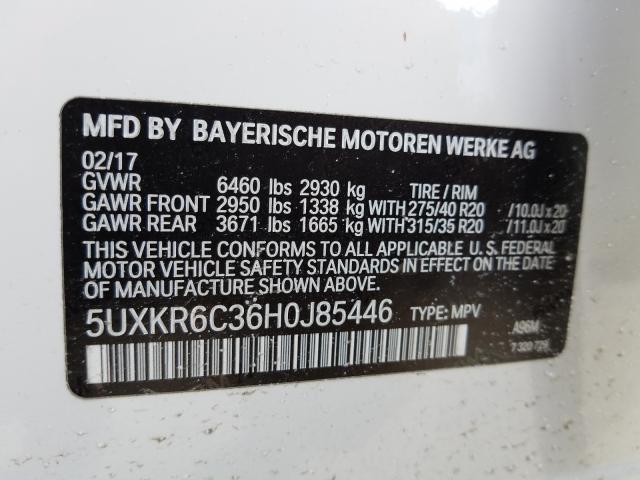 MFD BY BAYERISCHE MOTOREN WERKE AG
02/17
GVWR 6460 lbs 2930 kg TIRE / RIM
GAWR FRONT 2950 lbs 1338 kg WITH 275/40 R20 /10.0J x 20
GAWR REAR 3671 lbs 1665 kg WITH 315/35 R20 /11.0J x 20
THIS VEHICLE CONFORMS TO ALL APPLICABLE U.S. FEDERAL
MOTOR VEHICLE SAFETY STANDARDS IN EFFECT ON THE
DATE OF MANUFACTURE SHOWN ABOVE.
5UXKR6C36H0J85446 TYPE: MPV A96M